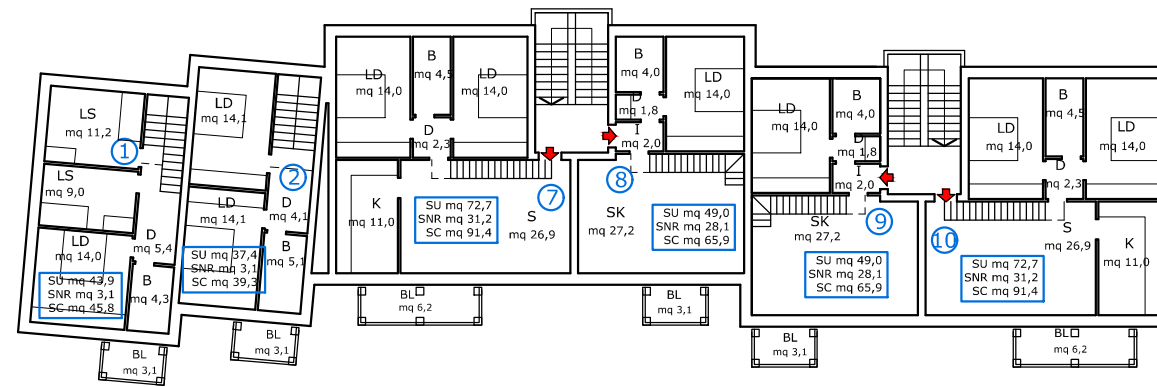 LS
mq 11,2
1
LS
mq 9,0
LD
mq 14,0
D
mq 5,4
B
mq 4,3
SU mq 43,9
SNR mq 3,1
SC mq 45,8
BL
mq 3,1
LD
mq 14,1
2
LD
mq 14,1
D
mq 4,1
B
mq 5,1
SU mq 37,4
SNR mq 3,1
SC mq 39,3
BL
mq 3,1
LD
mq 14,0
B
mq 4,5
LD
mq 14,0
D
mq 2,3
K
mq 11,0
7
SU mq 72,7
SNR mq 31,2
SC mq 91,4
S
mq 26,9
BL
mq 6,2
B
mq 4,0
LD
mq 14,0
D
mq 1,8
I
mq 2,0
8
SK
mq 27,2
SU mq 49,0
SNR mq 28,1
SC mq 65,9
BL
mq 3,1
LD
mq 14,0
B
mq 4,0
D
mq 1,8
I
mq 2,0
9
SK
mq 27,2
SU mq 49,0
SNR mq 28,1
SC mq 65,9
BL
mq 3,1
LD
mq 14,0
B
mq 4,5
LD
mq 14,0
D
mq 2,3
10
S
mq 26,9
K
mq 11,0
SU mq 72,7
SNR mq 31,2
SC mq 91,4
BL
mq 6,2